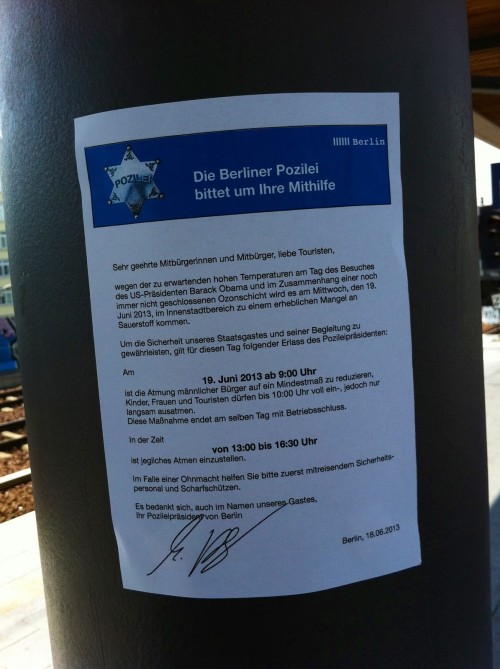 |||||| Berlin
POZILEI
Die Berliner Pozilei
bittet um Ihre Mithilfe
Sehr geehrte Mitbürgerinnen und Mitbürger, liebe Touristen,
wegen der zu erwartenden hohen Temperaturen am Tag des Besuches
des US-Präsidenten Barack Obama und im Zusammenhang einer noch
immer nicht geschlossenen Ozonschicht wird es am Mittwoch, den 19.
Juni 2013, im Innenstadtbereich zu einem erheblichen Mangel an
Sauerstoff kommen.
Um die Sicherheit unseres Staatsgastes und seiner Begleitung zu
gewährleisten, gilt für diesen Tag folgender Erlass des Pozileipräsidenten:
Am
19. Juni 2013 ab 9:00 Uhr
ist die Atmung männlicher Bürger auf ein Mindestmaß zu reduzieren,
Kinder, Frauen und Touristen dürfen bis 10:00 Uhr voll ein-, jedoch nur
langsam ausatmen.
Diese Maßnahme endet am selben Tag mit Betriebsschluss.
In der Zeit
von 13:00 bis 16:30 Uhr
ist jegliches Atmen einzustellen.
Im Falle einer Ohnmacht helfen Sie bitte zuerst mitreisendem Sicherheits-
personal und Scharfschützen.
Es bedankt sich, auch im Namen unseres Gastes,
Ihr Pozileipräsident von Berlin
Berlin, 18.06.2013